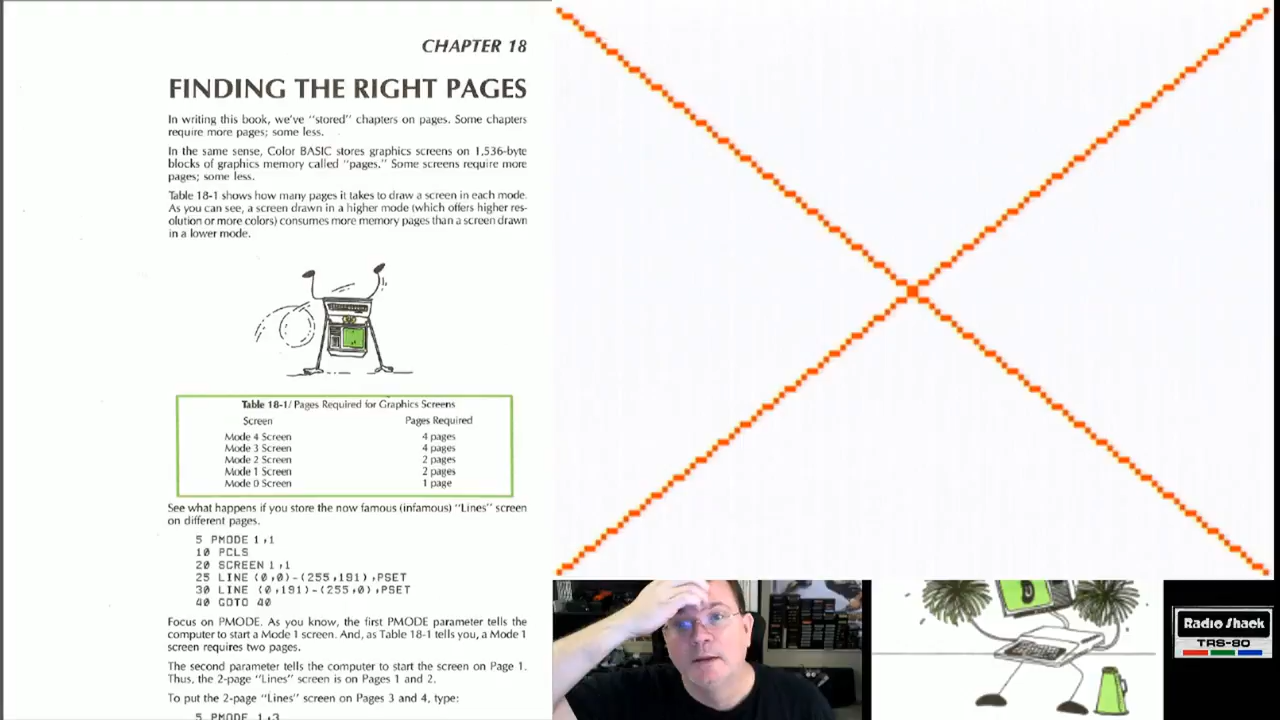 CHAPTER 18
FINDING THE RIGHT PAGES
In writing this book, we've "stored" chapters on pages. Some chapters
require more pages; some less.
In the same sense, Color BASIC stores graphics screens on 1,536-byte
blocks of graphics memory called "pages." Some screens require more
pages; some less.
Table 18-1 shows how many pages it takes to draw a screen in each mode.
As you can see, a screen drawn in a higher mode (which offers higher res-
olution or more colors) consumes more memory pages than a screen drawn
in a lower mode.
Table 18-1/ Pages Required for Graphics Screens
Screen Pages Required
Mode 4 Screen 4 pages
Mode 3 Screen 4 pages
Mode 2 Screen 2 pages
Mode 1 Screen 2 pages
Mode 0 Screen 1 page
See what happens if you store the now famous (infamous) "Lines" screen
on different pages.
5 PMODE 1,1
10 PCLS
20 SCREEN 1,1
25 LINE (0,0)-(255,191),PSET
30 LINE (0,191)-(255,0),PSET
40 GOTO 40
Focus on PMODE. As you know, the first PMODE parameter tells the
computer to start a Mode 1 screen. And, as Table 18-1 tells you, a Mode 1
screen requires two pages.
The second parameter tells the computer to start the screen on Page 1.
Thus, the 2-page "Lines" screen is on Pages 1 and 2.
To put the 2-page "Lines" screen on Pages 3 and 4, type:
5 PMODE 1,3
Radio Shack
TRS-80